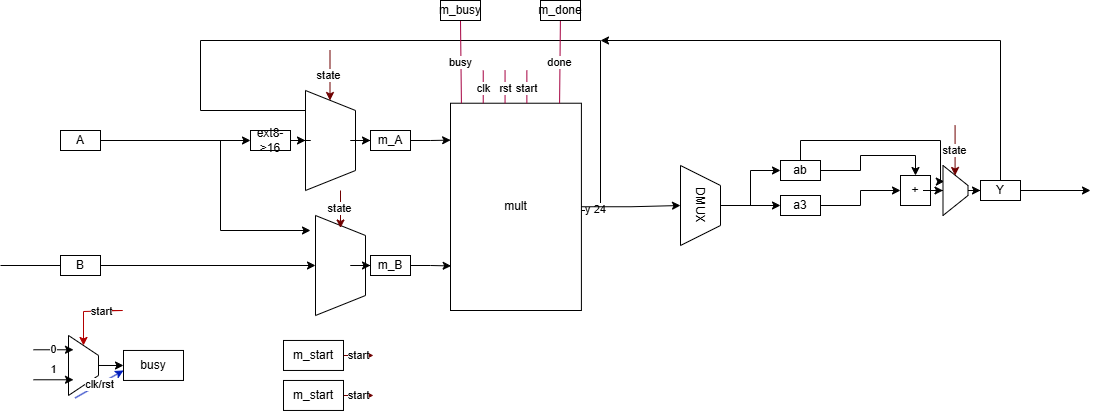 m_busy
m_done
state
busy
done
clk
rst
start
A
ext8-
>16
m_A
state
ab
DMUX
+
Y
mult
-y 24
a3
state
B
m_B
start
0
1
busy
clk/rst
m_start
start
m_start
start